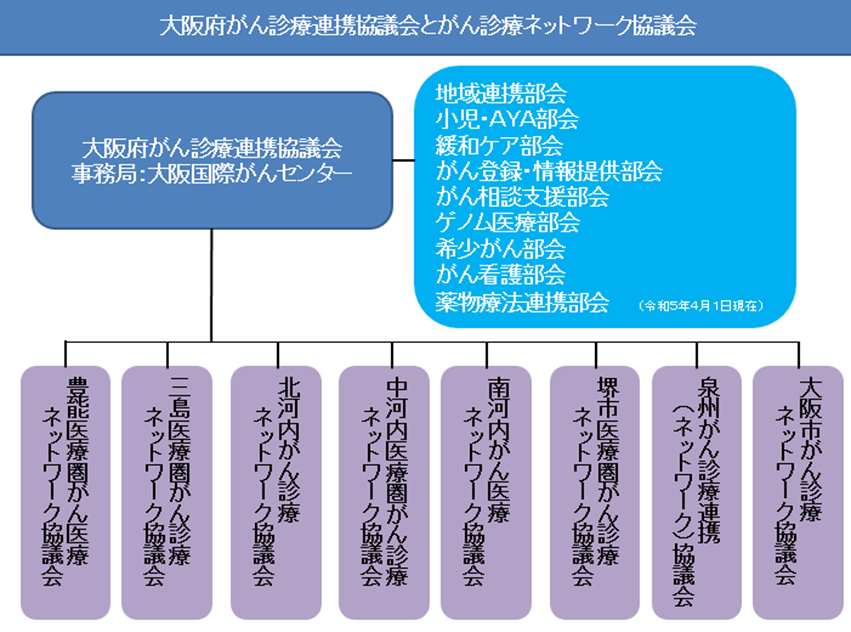 大阪府がん診療連携協議会とがん診療ネットワーク協議会
大阪府がん診療連携協議会
事務局：大阪国際がんセンター
地域連携部会
小児・AYA部会
緩和ケア部会
がん登録・情報提供部会
がん相談支援部会
ゲノム医療部会
希少がん部会
がん看護部会
薬物療法連携部会 （令和5年4月1日現在）
豊能医療圏がん医療
ネットワーク協議会
三島医療圏がん診療
ネットワーク協議会
北河内がん診療
ネットワーク協議会
中河内医療圏がん診療
ネットワーク協議会
南河内がん医療
ネットワーク協議会
堺市医療圏がん診療
ネットワーク協議会
泉州がん診療連携
（ネットワーク）協議会
大阪市がん診療
ネットワーク協議会